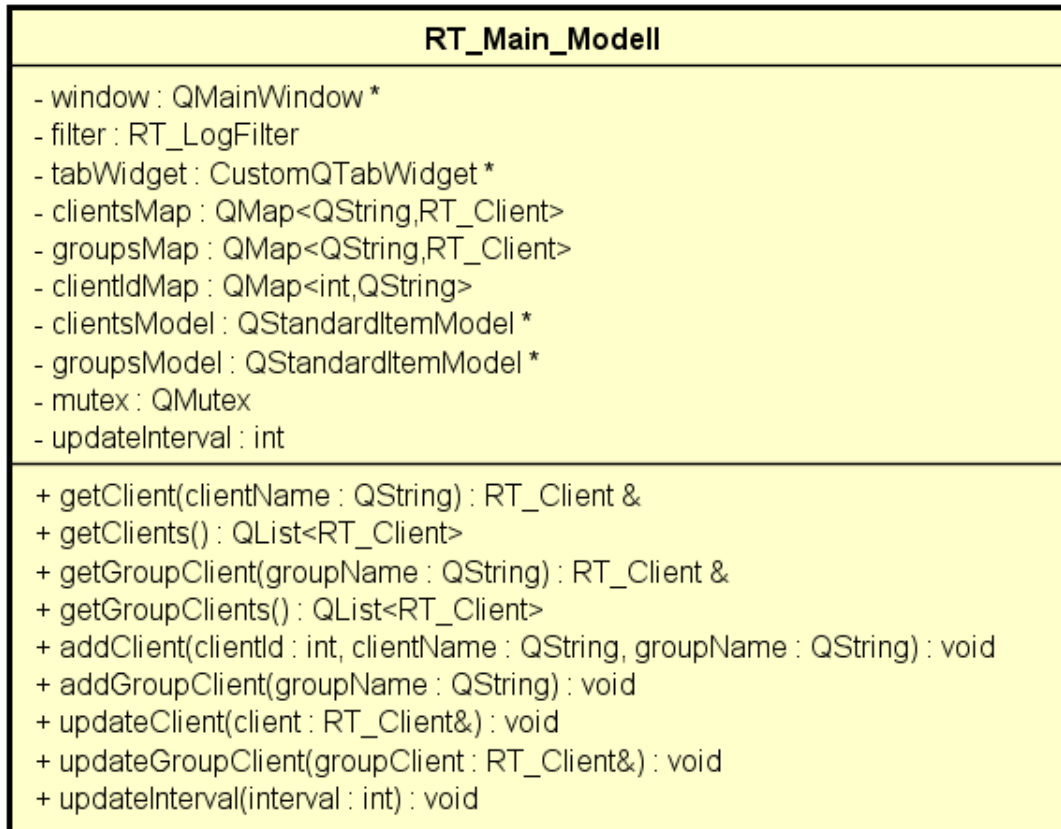 RT_Main_Modell
- window : QMainWindow *
- filter : RT_LogFilter
- tabWidget : CustomQTabWidget *
- clientsMap : QMap<QString,RT_Client>
- groupsMap : QMap<QString,RT_Client>
- clientIdMap : QMap<int,QString>
- clientsModel : QStandardItemModel *
- groupsModel : QStandardItemModel *
- mutex : QMutex
- updateInterval : int
+ getClient(clientName : QString) : RT_Client &
+ getClients() : QList<RT_Client>
+ getGroupClient(groupName : QString) : RT_Client &
+ getGroupClients() : QList<RT_Client>
+ addClient(clientId : int, clientName : QString, groupName : QString) : void
+ addGroupClient(groupName : QString) : void
+ updateClient(client : RT_Client&) : void
+ updateGroupClient(groupClient : RT_Client&) : void
+ updateInterval(interval : int) : void